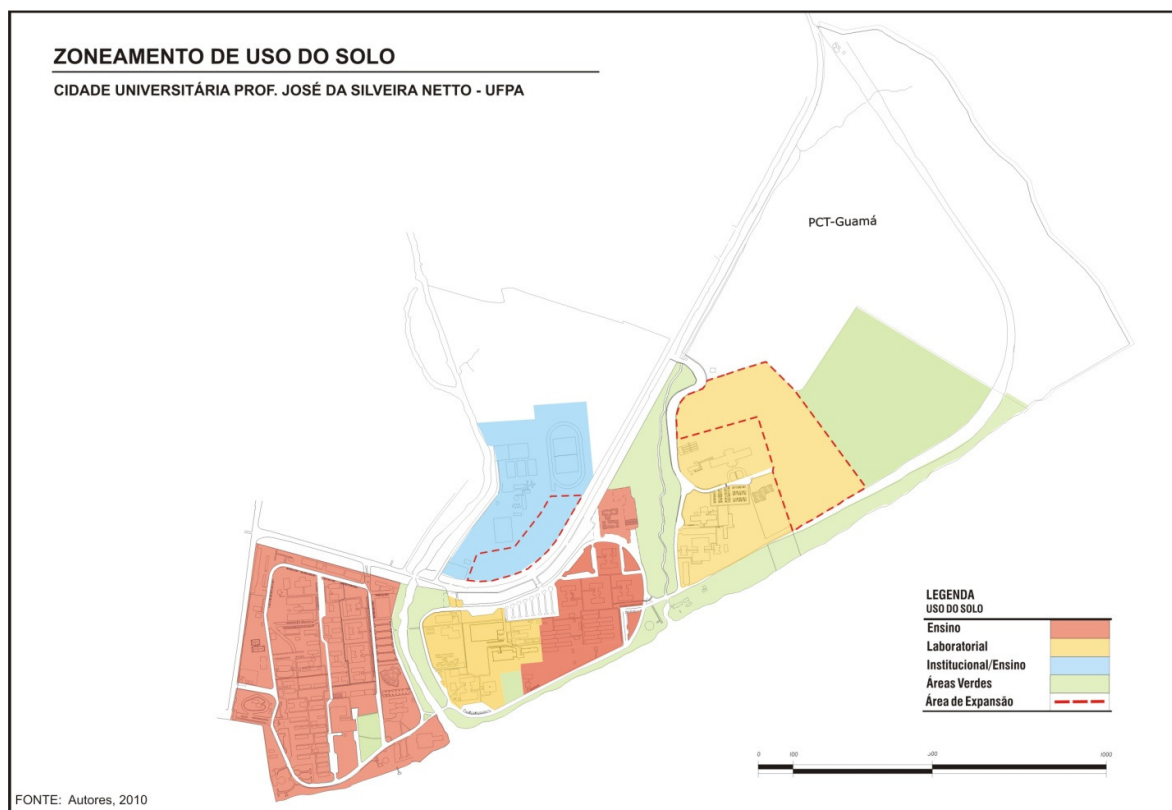 ZONEAMENTO DE USO DO SOLO
CIDADE UNIVERSITÁRIA PROF. JOSÉ DA SILVEIRA NETTO - UFPA
PCT-Guamá
LEGENDA
USO DO SOLO
Ensino
Laboratorial
Institucional/Ensino
Áreas Verdes
Área de Expansão
0 100 500 1000
FONTE: Autores, 2010